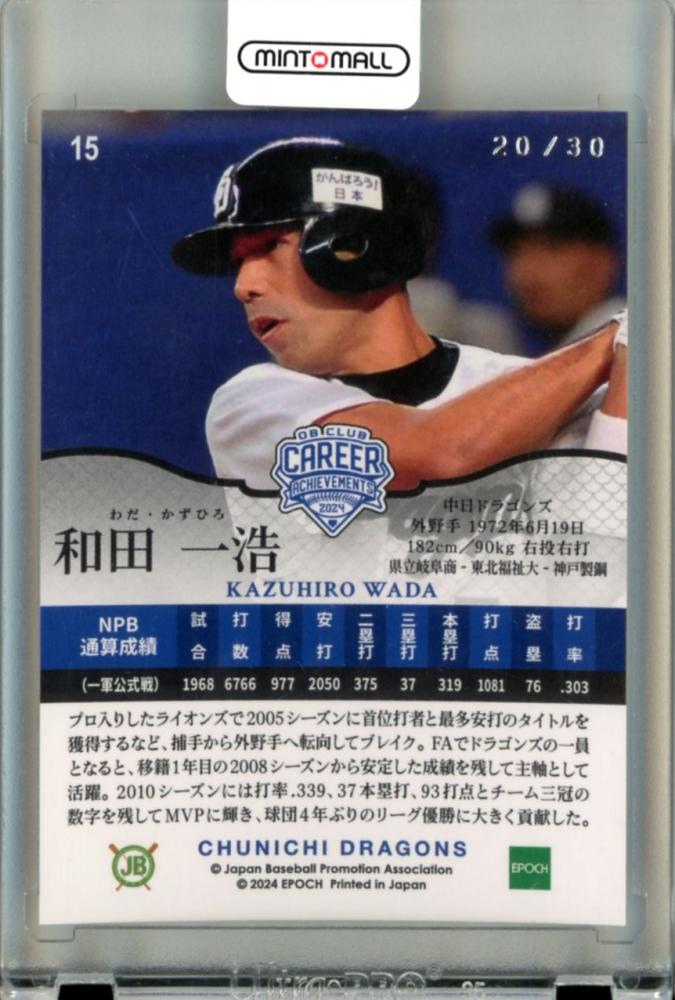 MINTOMALL
15
20/30
がんばろう!
日本
OB CLUB
CAREER
ACHIEVEMENTS
2024
わだ・かずひろ
和田 一浩
KAZUHIRO WADA
中日ドラゴンズ
外野手 1972年6月19日
182cm/90kg 右投右打
県立岐阜商-東北福祉大-神戸製鋼
NPB 通算成績 試合 打数 得点 安打 二塁打 三塁打 本塁打 打点 盗塁 打率
(一軍公式戦) 1968 6766 977 2050 375 37 319 1081 76 .303
プロ入りしたライオンズで2005シーズンに首位打者と最多安打のタイトルを
獲得するなど、捕手から外野手へ転向してブレイク。FAでドラゴンズの一員
となると、移籍1年目の2008シーズンから安定した成績を残して主軸として
活躍。2010シーズンには打率.339、37本塁打、93打点とチーム三冠の
数字を残してMVPに輝き、球団4年ぶりのリーグ優勝に大きく貢献した。
JB
CHUNICHI DRAGONS
© Japan Baseball Promotion Association
© 2024 EPOCH Printed in Japan
EPOCH
Ultra-PRO®